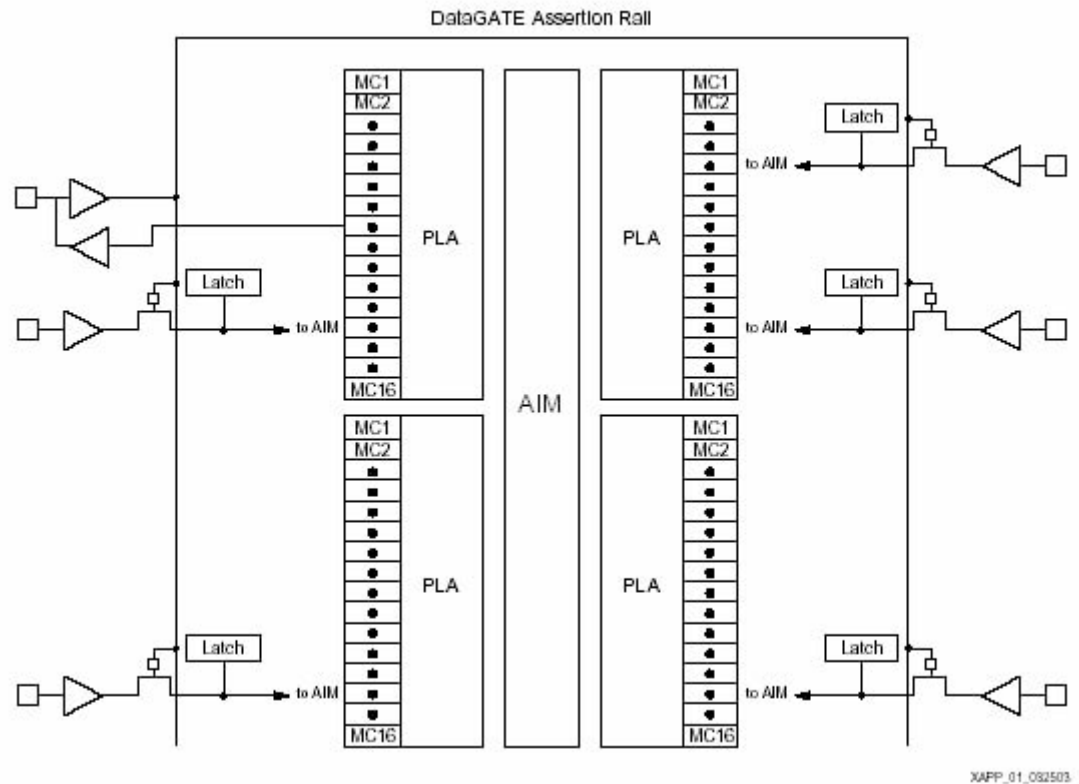 DataGATE Assertion Rail
MC1
MC2
PLA
MC16
MC1
MC2
PLA
MC16
AIM
MC1
MC2
PLA
MC16
MC1
MC2
PLA
MC16
Latch
to AIM
Latch
to AIM
Latch
to AIM
Latch
to AIM
Latch
to AIM
XAPP_01_032503